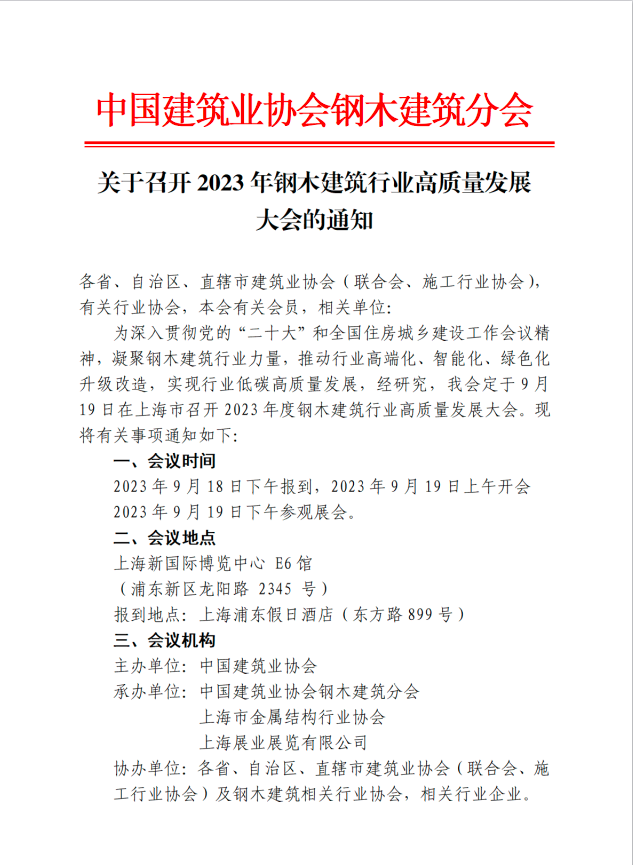 中国建筑业协会钢木建筑分会
关于召开 2023 年钢木建筑行业高质量发展
大会的通知
各省、自治区、直辖市建筑业协会（联合会、施工行业协会），
有关行业协会，本会有关会员，相关单位：
为深入贯彻党的“二十大”和全国住房城乡建设工作会议精
神，凝聚钢木建筑行业力量，推动行业高端化、智能化、绿色化
升级改造，实现行业低碳高质量发展，经研究，我会定于 9 月
19 日在上海市召开 2023 年度钢木建筑行业高质量发展大会。现
将有关事项通知如下：
一、会议时间
2023 年 9 月 18 日下午报到，2023 年 9 月 19 日上午开会
2023 年 9 月 19 日下午参观展会。
二、会议地点
上海新国际博览中心 E6 馆
（浦东新区龙阳路 2345 号）
报到地点：上海浦东假日酒店（东方路 899 号）
三、会议机构
主办单位：中国建筑业协会
承办单位：中国建筑业协会钢木建筑分会
上海市金属结构行业协会
上海展业展览有限公司
协办单位：各省、自治区、直辖市建筑业协会（联合会、施
工行业协会）及钢木建筑相关行业协会，相关行业企业。